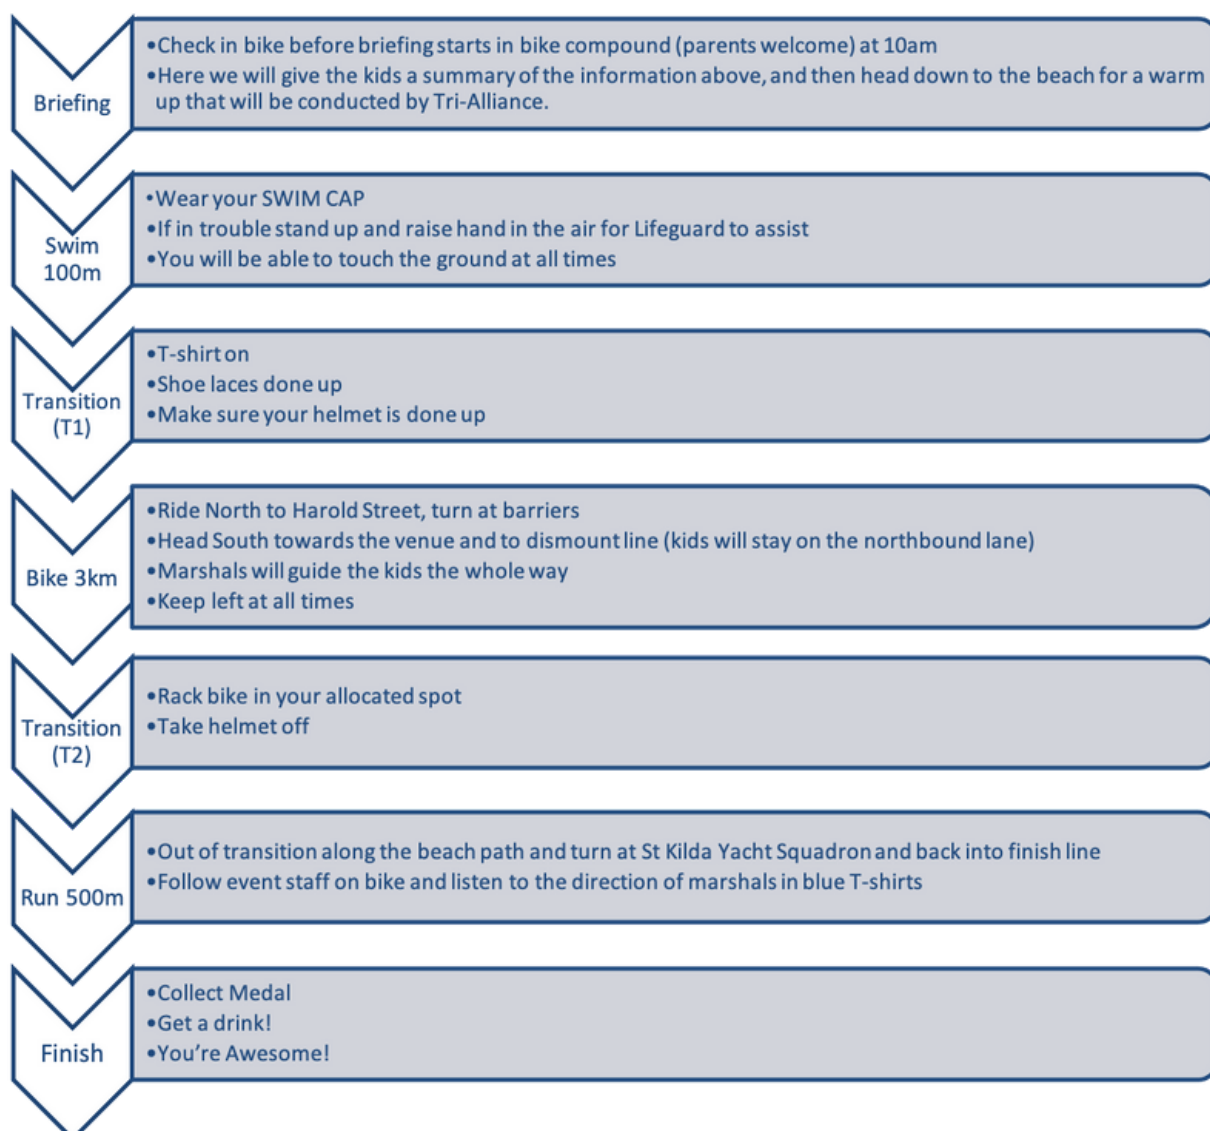 Briefing
•Check in bike before briefing starts in bike compound (parents welcome) at 10am
•Here we will give the kids a summary of the information above, and then head down to the beach for a warm
up that will be conducted by Tri-Alliance.
Swim
100m
•Wear your SWIM CAP
•If in trouble stand up and raise hand in the air for Lifeguard to assist
•You will be able to touch the ground at all times
Transition
(T1)
•T-shirt on
•Shoe laces done up
•Make sure your helmet is done up
Bike 3km
•Ride North to Harold Street, turn at barriers
•Head South towards the venue and to dismount line (kids will stay on the northbound lane)
•Marshals will guide the kids the whole way
•Keep left at all times
Transition
(T2)
•Rack bike in your allocated spot
•Take helmet off
Run 500m
•Out of transition along the beach path and turn at St Kilda Yacht Squadron and back into finish line
•Follow event staff on bike and listen to the direction of marshals in blue T-shirts
Finish
•Collect Medal
•Get a drink!
•You’re Awesome!